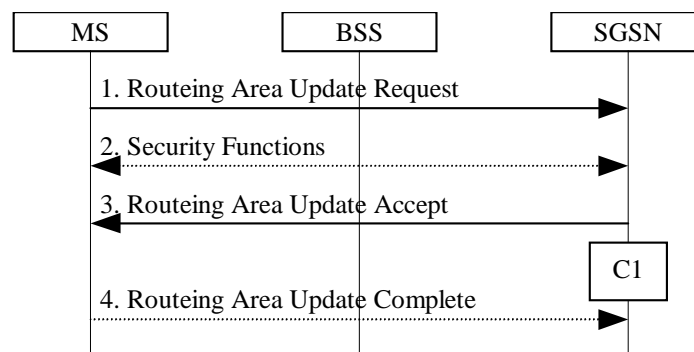 MS
BSS
SGSN
1. Routeing Area Update Request
2. Security Functions
3. Routeing Area Update Accept
C1
4. Routeing Area Update Complete